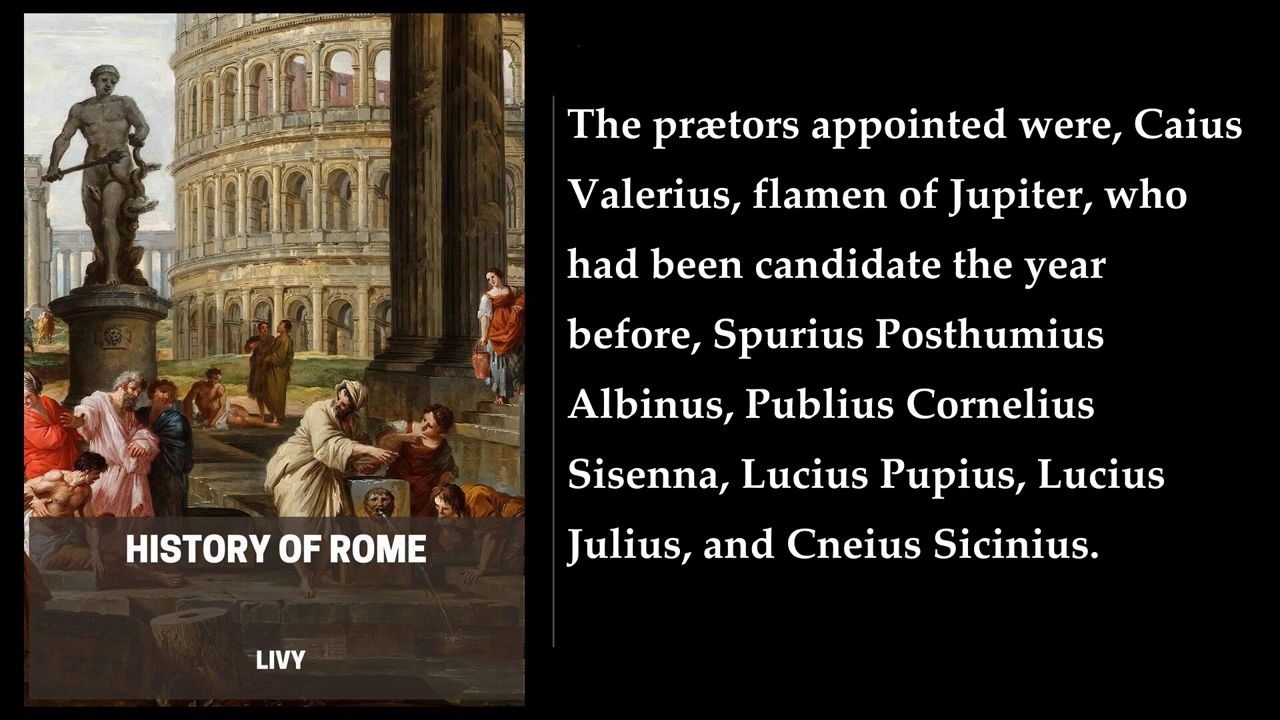 HISTORY OF ROME
LIVY
The prætors appointed were, Caius
Valerius, flamen of Jupiter, who
had been candidate the year
before, Spurius Posthumius
Albinus, Publius Cornelius
Sisenna, Lucius Pupius, Lucius
Julius, and Cneius Sicinius.